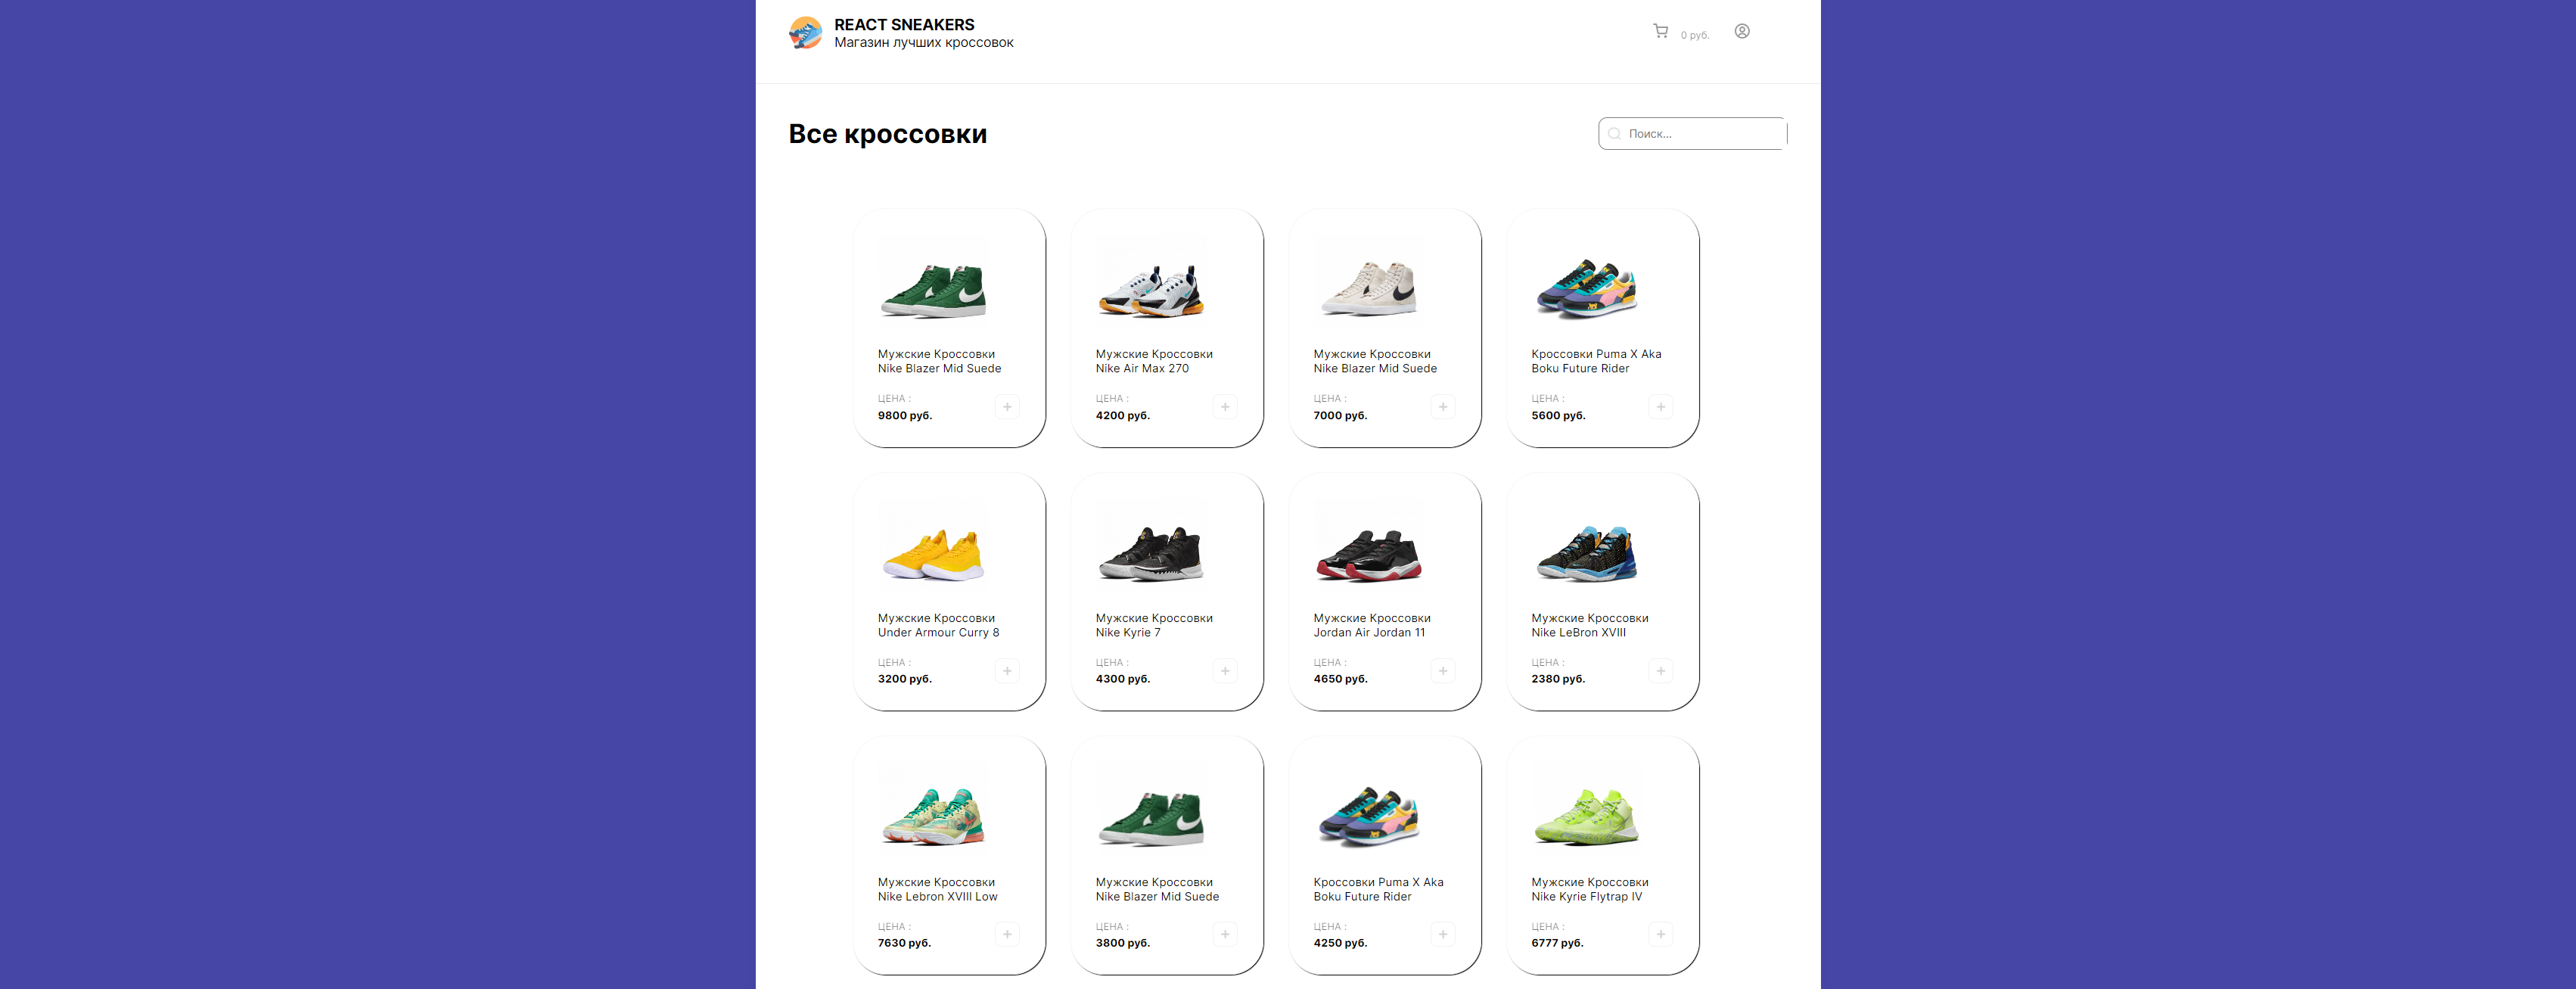 REACT SNEAKERS
Магазин лучших кроссовок
0 руб.
Все кроссовки
Поиск...
Мужские Кроссовки
Nike Blazer Mid Suede
ЦЕНА :
9800 руб.
Мужские Кроссовки
Nike Air Max 270
ЦЕНА :
4200 руб.
Мужские Кроссовки
Nike Blazer Mid Suede
ЦЕНА :
7000 руб.
Кроссовки Puma X Aka
Boku Future Rider
ЦЕНА :
5600 руб.
Мужские Кроссовки
Under Armour Curry 8
ЦЕНА :
3200 руб.
Мужские Кроссовки
Nike Kyrie 7
ЦЕНА :
4300 руб.
Мужские Кроссовки
Jordan Air Jordan 11
ЦЕНА :
4650 руб.
Мужские Кроссовки
Nike LeBron XVIII
ЦЕНА :
2380 руб.
Мужские Кроссовки
Nike Lebron XVIII Low
ЦЕНА :
7630 руб.
Мужские Кроссовки
Nike Blazer Mid Suede
ЦЕНА :
3800 руб.
Кроссовки Puma X Aka
Boku Future Rider
ЦЕНА :
4250 руб.
Мужские Кроссовки
Nike Kyrie Flytrap IV
ЦЕНА :
6777 руб.